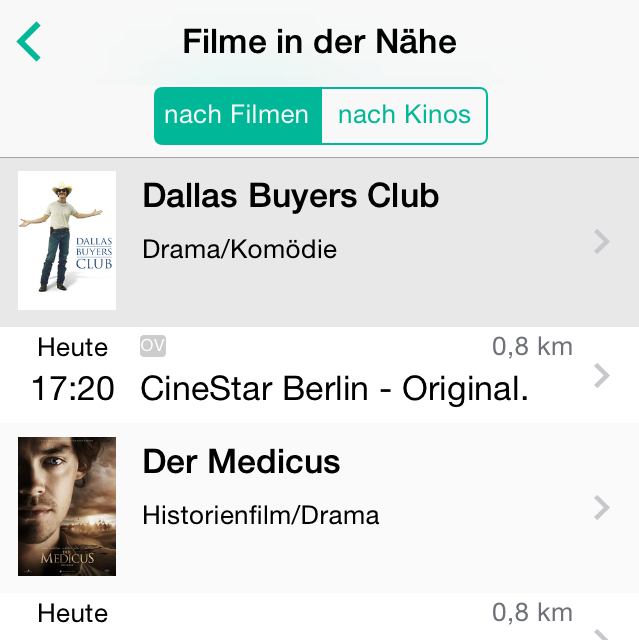 Filme in der Nähe
nach Filmen nach Kinos
Dallas Buyers Club
Drama/Komödie
DALLAS
BUYERS
CLUB
Heute OV 0,8 km
17:20 CineStar Berlin - Original.
Der Medicus
Historienfilm/Drama
DER
MEDICUS
Heute 0,8 km